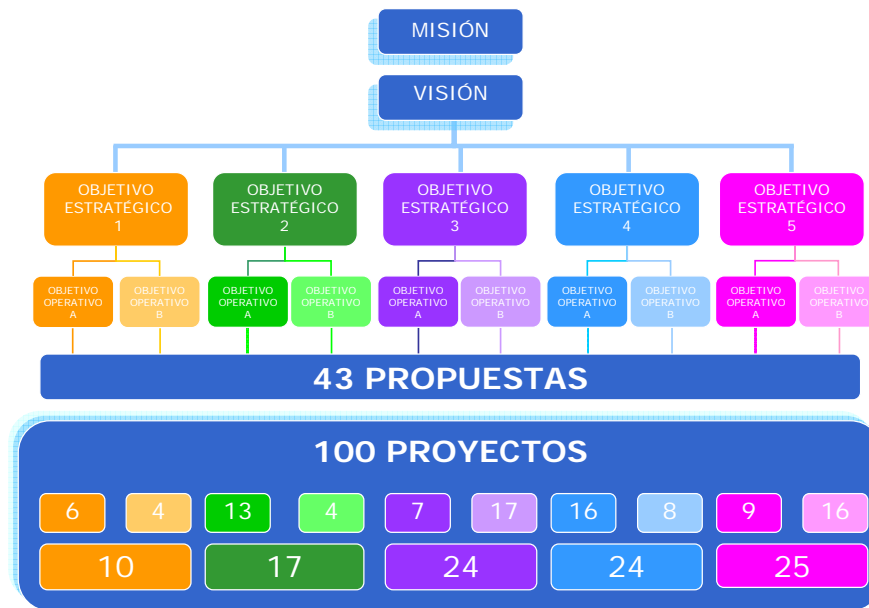 MISIÓN
VISIÓN
OBJETIVO
ESTRATÉGICO
1
OBJETIVO
ESTRATÉGICO
2
OBJETIVO
ESTRATÉGICO
3
OBJETIVO
ESTRATÉGICO
4
OBJETIVO
ESTRATÉGICO
5
OBJETIVO
OPERATIVO
A
OBJETIVO
OPERATIVO
B
OBJETIVO
OPERATIVO
A
OBJETIVO
OPERATIVO
B
OBJETIVO
OPERATIVO
A
OBJETIVO
OPERATIVO
B
OBJETIVO
OPERATIVO
A
OBJETIVO
OPERATIVO
B
OBJETIVO
OPERATIVO
A
OBJETIVO
OPERATIVO
B
43 PROPUESTAS
100 PROYECTOS
6 4 13 4 7 17 16 8 9 16
10 17 24 24 25